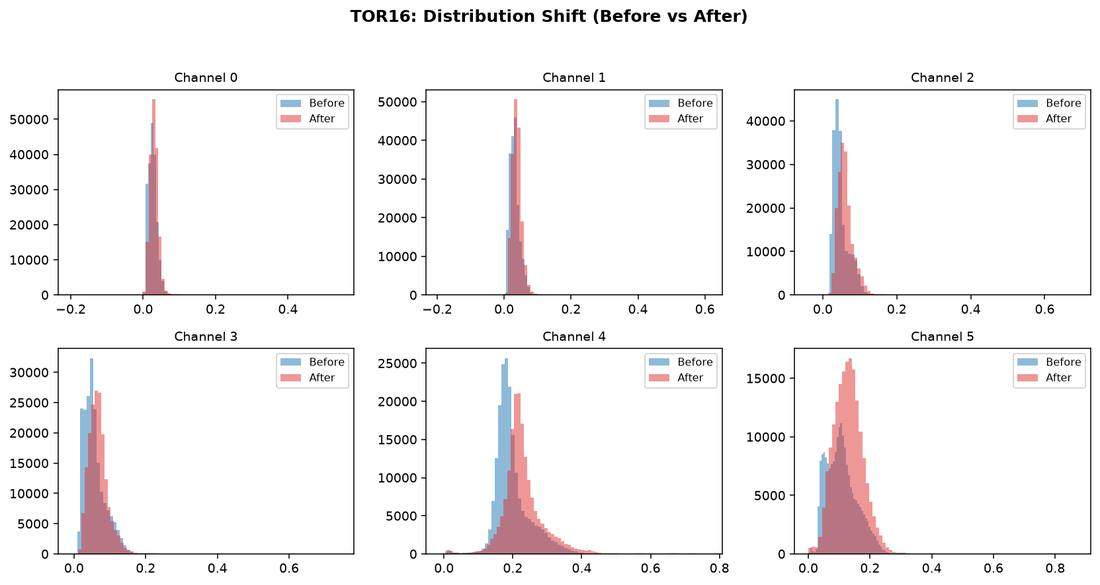 TOR16: Distribution Shift (Before vs After)
Channel 0
Before
After
50000
40000
30000
20000
10000
0
−0.2 0.0 0.2 0.4
Channel 1
Before
After
50000
40000
30000
20000
10000
0
−0.2 0.0 0.2 0.4 0.6
Channel 2
Before
After
40000
30000
20000
10000
0
0.0 0.2 0.4 0.6
Channel 3
Before
After
30000
25000
20000
15000
10000
5000
0
0.0 0.2 0.4 0.6
Channel 4
Before
After
25000
20000
15000
10000
5000
0
0.0 0.2 0.4 0.6 0.8
Channel 5
Before
After
15000
10000
5000
0
0.0 0.2 0.4 0.6 0.8